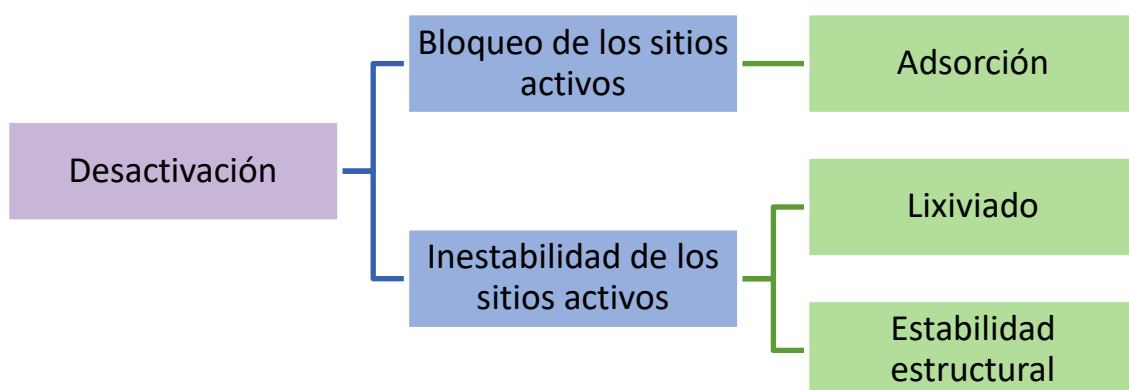 Bloqueo de los sitios
activos
Adsorción
Desactivación
Lixiviado
Inestabilidad de los
sitios activos
Estabilidad
estructural